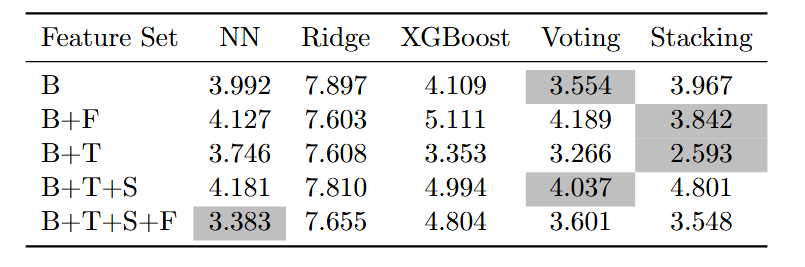 Feature Set NN Ridge XGBoost Voting Stacking
B 3.992 7.897 4.109 3.554 3.967
B+F 4.127 7.603 5.111 4.189 3.842
B+T 3.746 7.608 3.353 3.266 2.593
B+T+S 4.181 7.810 4.994 4.037 4.801
B+T+S+F 3.383 7.655 4.804 3.601 3.548